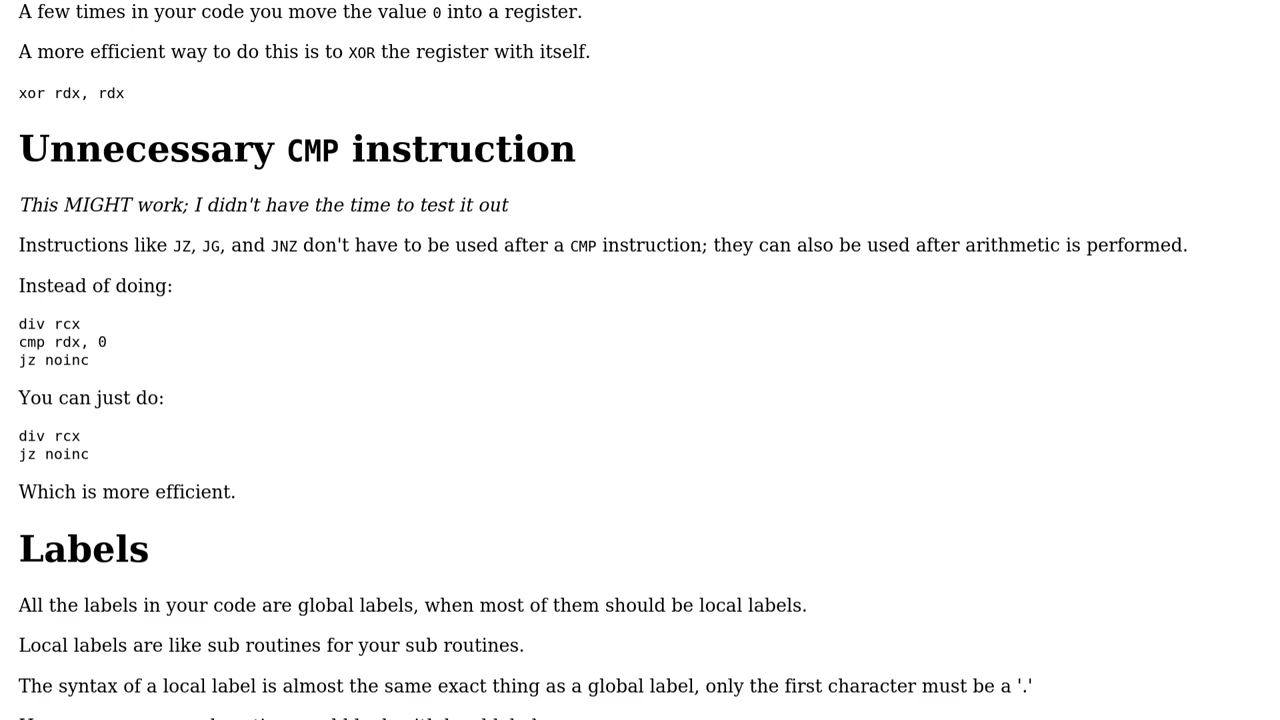 A few times in your code you move the value 0 into a register.
A more efficient way to do this is to XOR the register with itself.
xor rdx, rdx
Unnecessary CMP instruction
This MIGHT work; I didn't have the time to test it out
Instructions like JZ, JG, and JNZ don't have to be used after a CMP instruction; they can also be used after arithmetic is performed.
Instead of doing:
div rcx
cmp rdx, 0
jz noinc
You can just do:
div rcx
jz noinc
Which is more efficient.
Labels
All the labels in your code are global labels, when most of them should be local labels.
Local labels are like sub routines for your sub routines.
The syntax of a local label is almost the same exact thing as a global label, only the first character must be a '.'